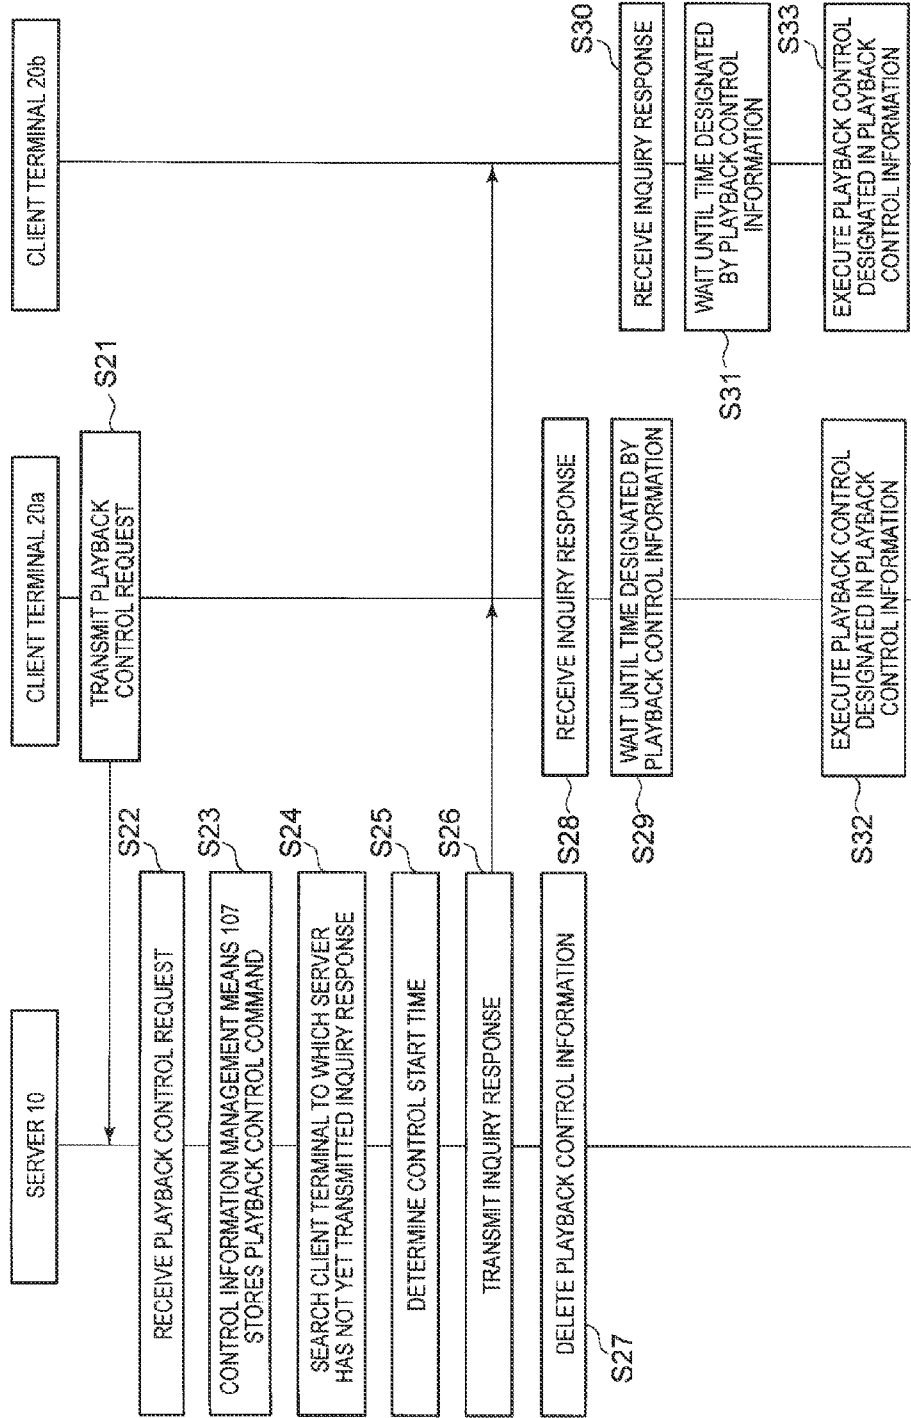 SERVER 10
CLIENT TERMINAL 20a
CLIENT TERMINAL 20b
TRANSMIT PLAYBACK
CONTROL REQUEST
S21
RECEIVE PLAYBACK CONTROL REQUEST
S22
CONTROL INFORMATION MANAGEMENT MEANS 107
STORES PLAYBACK CONTROL COMMAND
S23
SEARCH CLIENT TERMINAL TO WHICH SERVER
HAS NOT YET TRANSMITTED INQUIRY RESPONSE
S24
DETERMINE CONTROL START TIME
S25
TRANSMIT INQUIRY RESPONSE
S26
DELETE PLAYBACK CONTROL INFORMATION
S27
RECEIVE INQUIRY RESPONSE
S28
WAIT UNTIL TIME DESIGNATED BY
PLAYBACK CONTROL INFORMATION
S29
RECEIVE INQUIRY RESPONSE
S30
WAIT UNTIL TIME DESIGNATED
BY PLAYBACK CONTROL
INFORMATION
S31
EXECUTE PLAYBACK CONTROL
DESIGNATED IN PLAYBACK
CONTROL INFORMATION
S32
EXECUTE PLAYBACK CONTROL
DESIGNATED IN PLAYBACK
CONTROL INFORMATION
S33